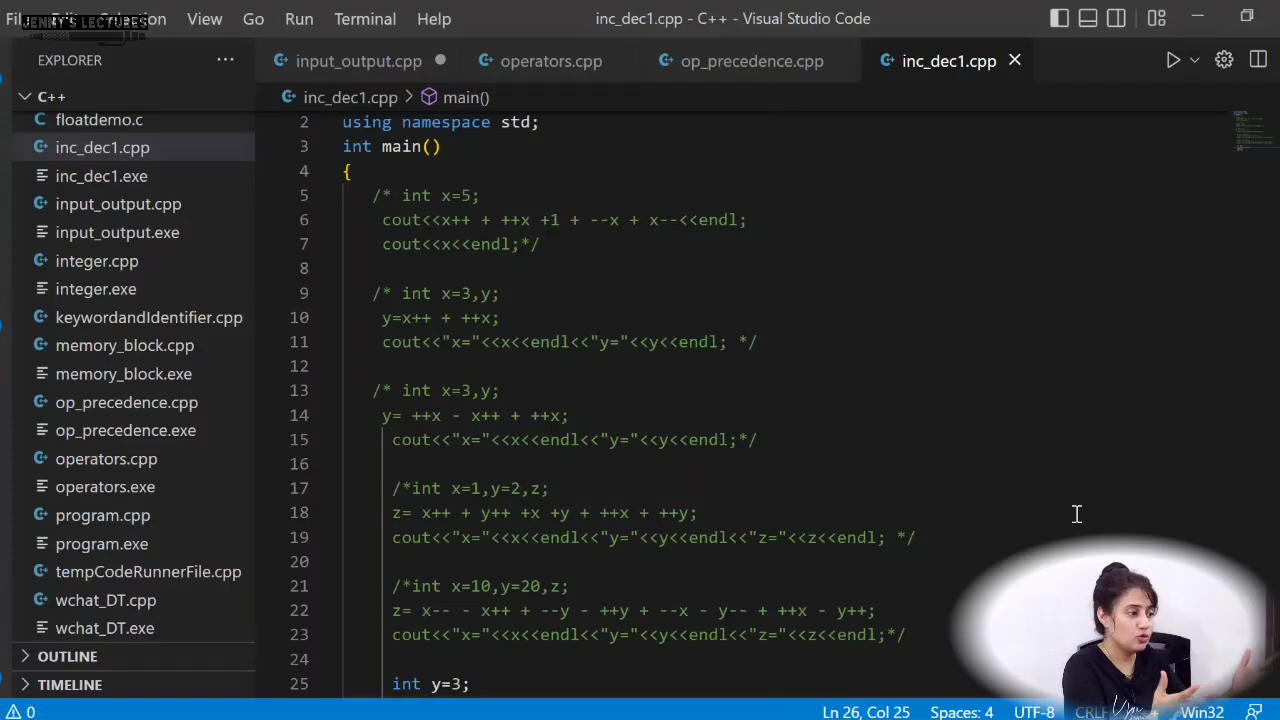 JENNY'S LECTURES
File Edit Selection View Go Run Terminal Help inc_dec1.cpp - C++ - Visual Studio Code
EXPLORER
input_output.cpp operators.cpp op_precedence.cpp inc_dec1.cpp
C++
inc_dec1.cpp > main()
floatdemo.c
inc_dec1.cpp
inc_dec1.exe
input_output.cpp
input_output.exe
integer.cpp
integer.exe
keywordandIdentifier.cpp
memory_block.cpp
memory_block.exe
op_precedence.cpp
op_precedence.exe
operators.cpp
operators.exe
program.cpp
program.exe
tempCodeRunnerFile.cpp
wchat_DT.cpp
wchat_DT.exe
OUTLINE
TIMELINE
2 using namespace std;
3 int main()
4 {
5 /* int x=5;
6 cout<<x++ + ++x +1 + --x + x--<<endl;
7 cout<<x<<endl;*/
8
9 /* int x=3,y;
10 y=x++ + ++x;
11 cout<<"x="<<x<<endl<<"y="<<y<<endl; */
12
13 /* int x=3,y;
14 y= ++x - x++ + ++x;
15 cout<<"x="<<x<<endl<<"y="<<y<<endl;*/
16
17 /*int x=1,y=2,z;
18 z= x++ + y++ +x +y + ++x + ++y;
19 cout<<"x="<<x<<endl<<"y="<<y<<endl<<"z="<<z<<endl; */
20
21 /*int x=10,y=20,z;
22 z= x-- - x++ + --y - ++y + --x - y-- + ++x - y++;
23 cout<<"x="<<x<<endl<<"y="<<y<<endl<<"z="<<z<<endl;*/
24
25 int y=3;
0 Ln 26, Col 25 Spaces: 4 UTF-8 CRLF Win32